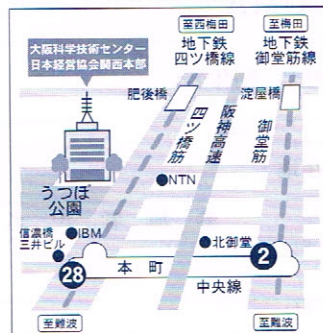 至西梅田
至梅田
大阪科学技術センター
日本経営協会関西本部
地下鉄
四ツ橋線
地下鉄
御堂筋線
肥後橋
淀屋橋
四ツ橋筋
阪神高速
御堂筋
NTN
うつぼ
公園
信濃橋
三井ビル
IBM
北御堂
2
28
本町
中央線
至難波
至難波